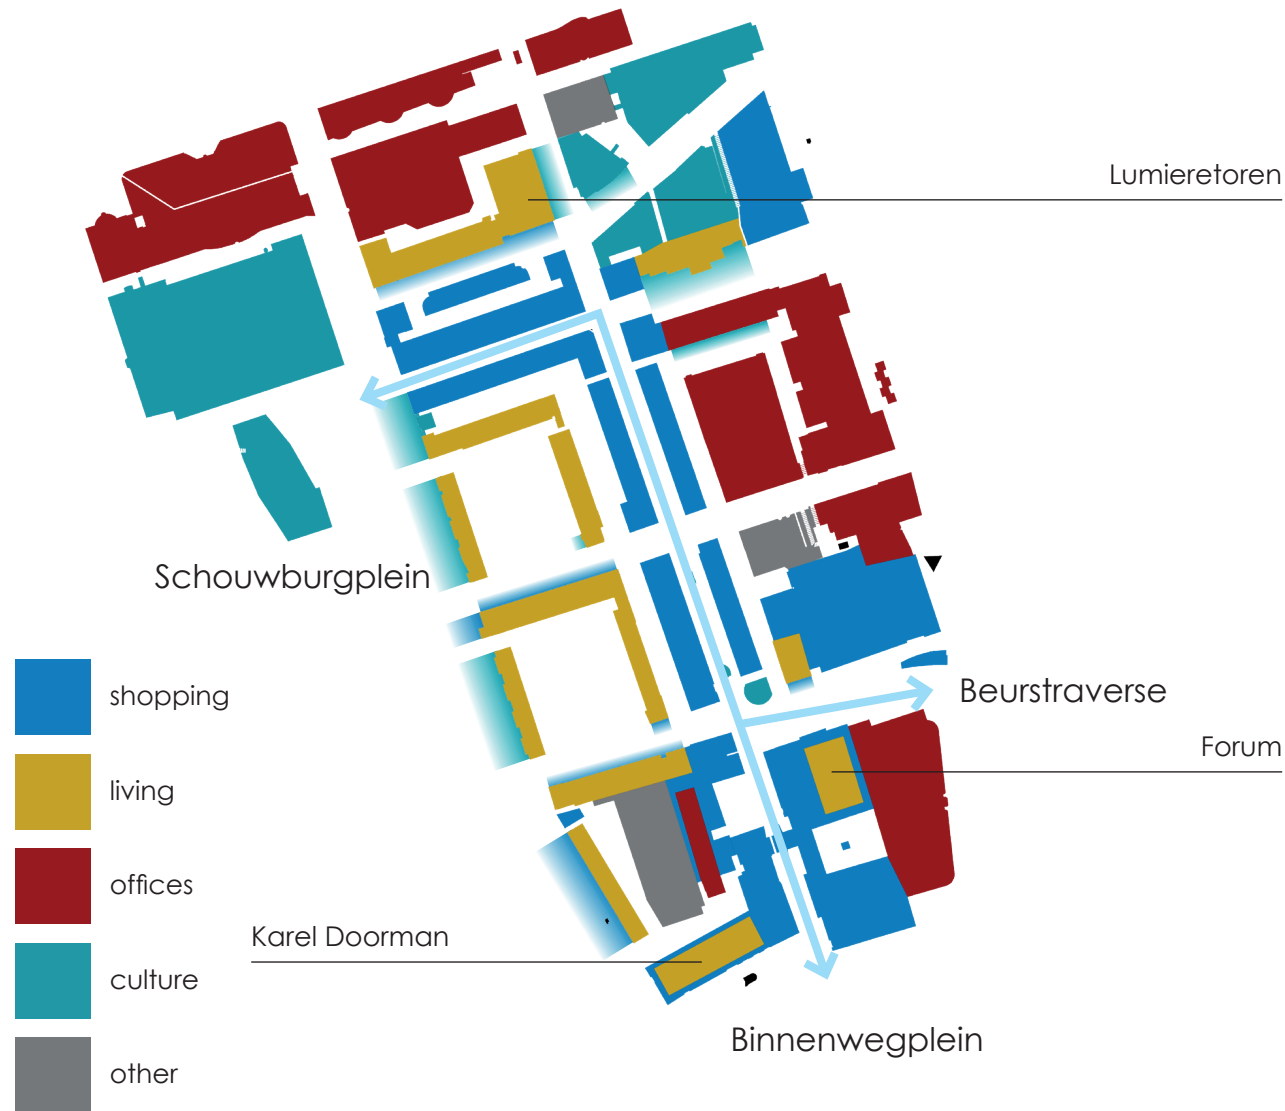 Lumieretoren
Schouwburgplein
shopping
Beurstraverse
Forum
living
offices
Karel Doorman
culture
Binnenwegplein
other